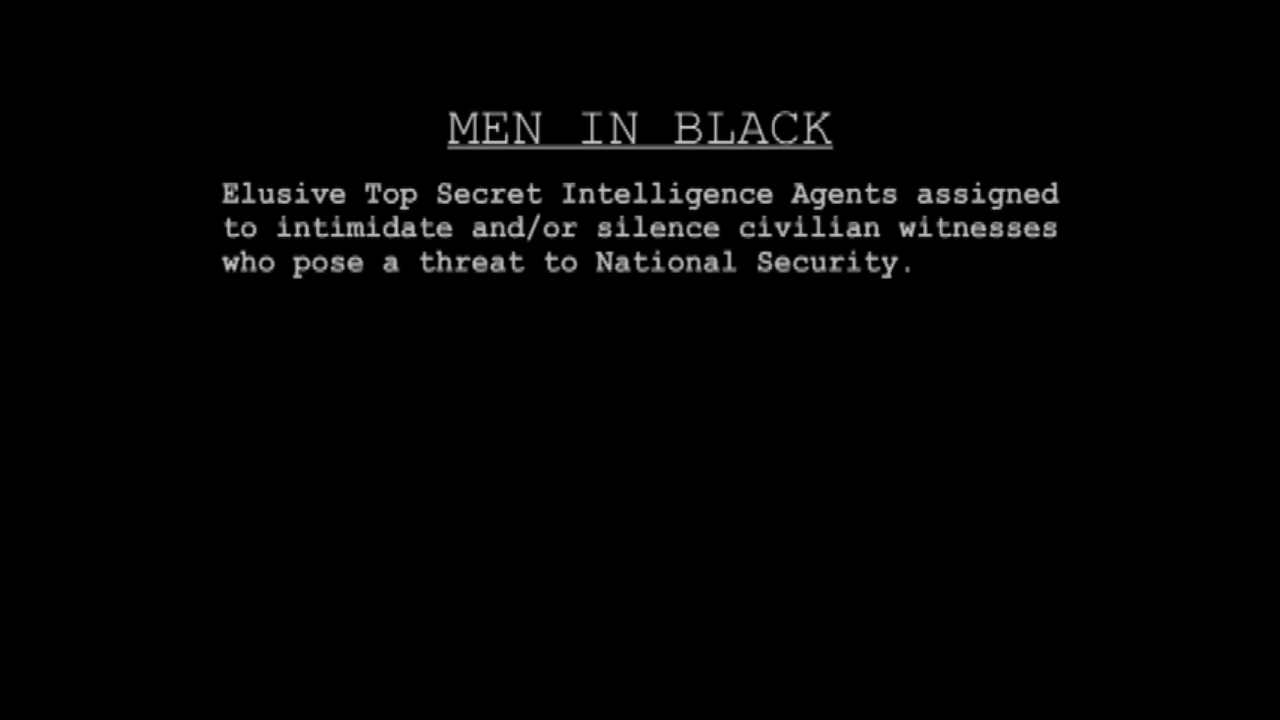 MEN IN BLACK
Elusive Top Secret Intelligence Agents assigned
to intimidate and/or silence civilian witnesses
who pose a threat to National Security.